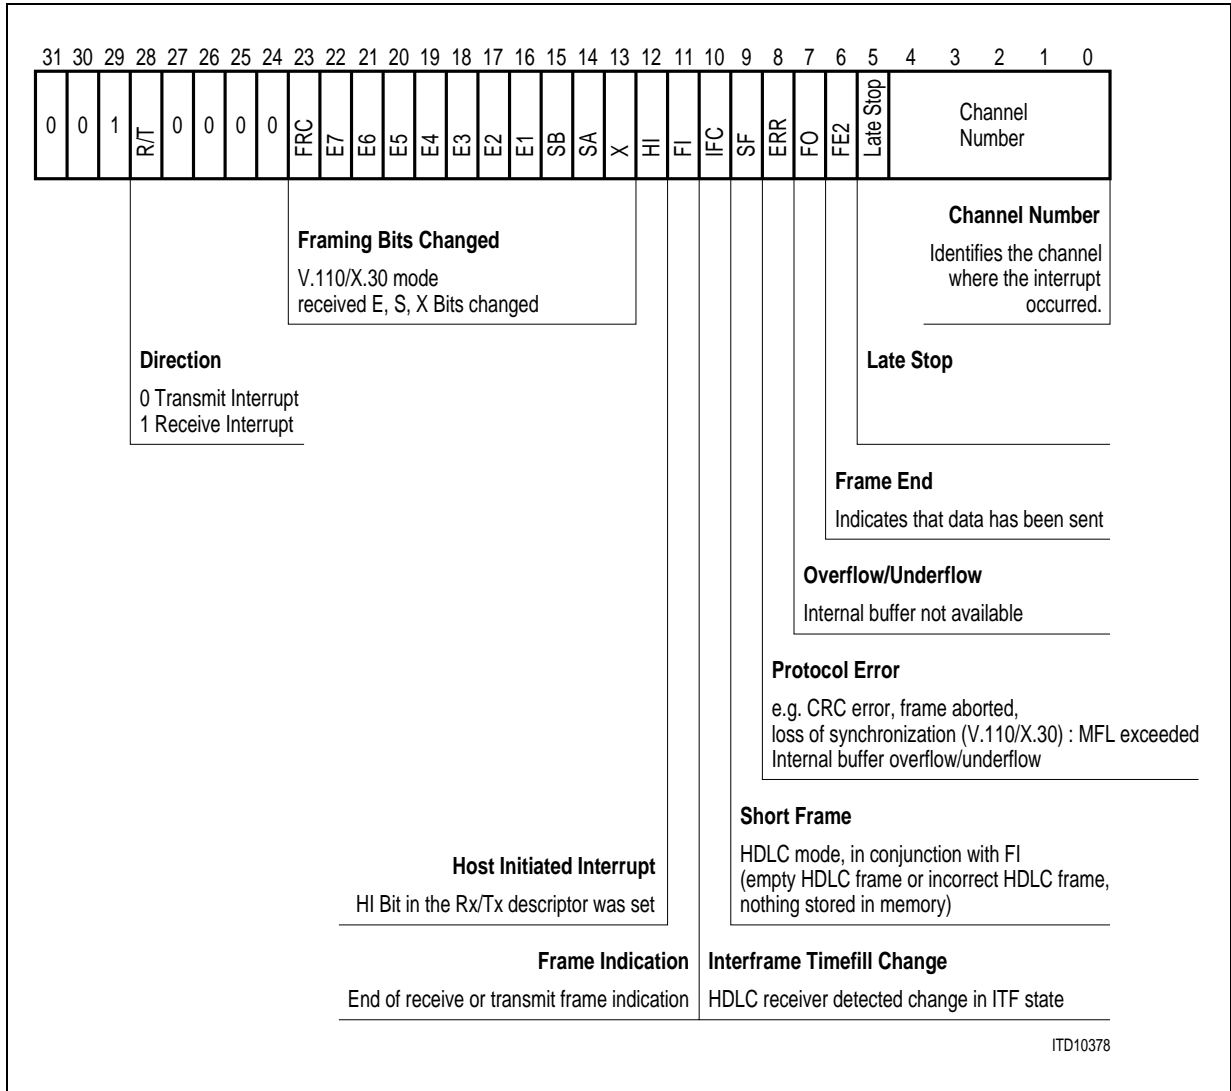 31 30 29 28 27 26 25 24 23 22 21 20 19 18 17 16 15 14 13 12 11 10 9 8 7 6 5 4 3 2 1 0
0 0 1 R/T 0 0 0 0 FRC E7 E6 E5 E4 E3 E2 E1 SB SA X HI FI IFC SF ERR FO FE2 Late Stop Channel
Number
Channel Number
Identifies the channel
where the interrupt
occurred.
Framing Bits Changed
V.110/X.30 mode
received E, S, X Bits changed
Direction
0 Transmit Interrupt
1 Receive Interrupt
Late Stop
Frame End
Indicates that data has been sent
Overflow/Underflow
Internal buffer not available
Protocol Error
e.g. CRC error, frame aborted,
loss of synchronization (V.110/X.30) : MFL exceeded
Internal buffer overflow/underflow
Short Frame
HDLC mode, in conjunction with FI
(empty HDLC frame or incorrect HDLC frame,
nothing stored in memory)
Host Initiated Interrupt
HI Bit in the Rx/Tx descriptor was set
Frame Indication
End of receive or transmit frame indication
Interframe Timefill Change
HDLC receiver detected change in ITF state
ITD10378